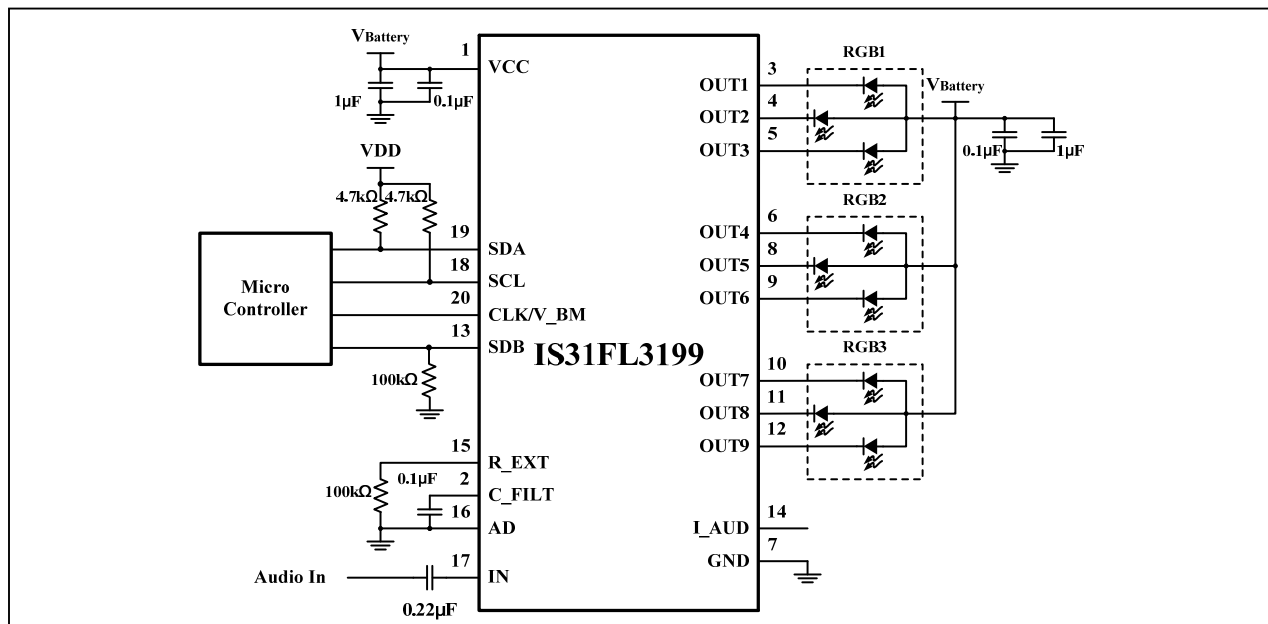 VBattery
1
VCC
1μF
0.1μF
VDD
4.7kΩ
4.7kΩ
19
SDA
18
SCL
20
CLK/V_BM
13
SDB
Micro
Controller
100kΩ
IS31FL3199
15
R_EXT
0.1μF
2
C_FILT
100kΩ
16
AD
17
Audio In
IN
0.22μF
RGB1
3
OUT1
VBattery
4
OUT2
5
OUT3
0.1μF
1μF
RGB2
6
OUT4
8
OUT5
9
OUT6
RGB3
10
OUT7
11
OUT8
12
OUT9
14
I_AUD
7
GND